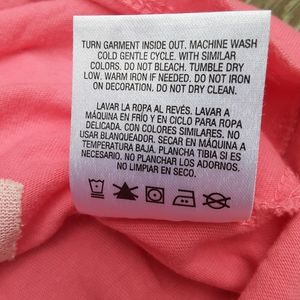 TURN GARMENT INSIDE OUT. MACHINE WASH
COLD GENTLE CYCLE. WITH SIMILAR
COLORS. DO NOT BLEACH. TUMBLE DRY
LOW. WARM IRON IF NEEDED. DO NOT IRON
ON DECORATION. DO NOT DRY CLEAN.
LAVAR LA ROPA AL REVÉS. LAVAR A
MÁQUINA EN FRÍO Y EN CICLO PARA ROPA
DELICADA. CON COLORES SIMILARES. NO
USAR BLANQUEADOR. SECAR EN MÁQUINA A
TEMPERATURA BAJA. PLANCHA TIBIA SI ES
NECESARIO. NO PLANCHAR LOS ADORNOS.
NO LIMPIAR EN SECO.